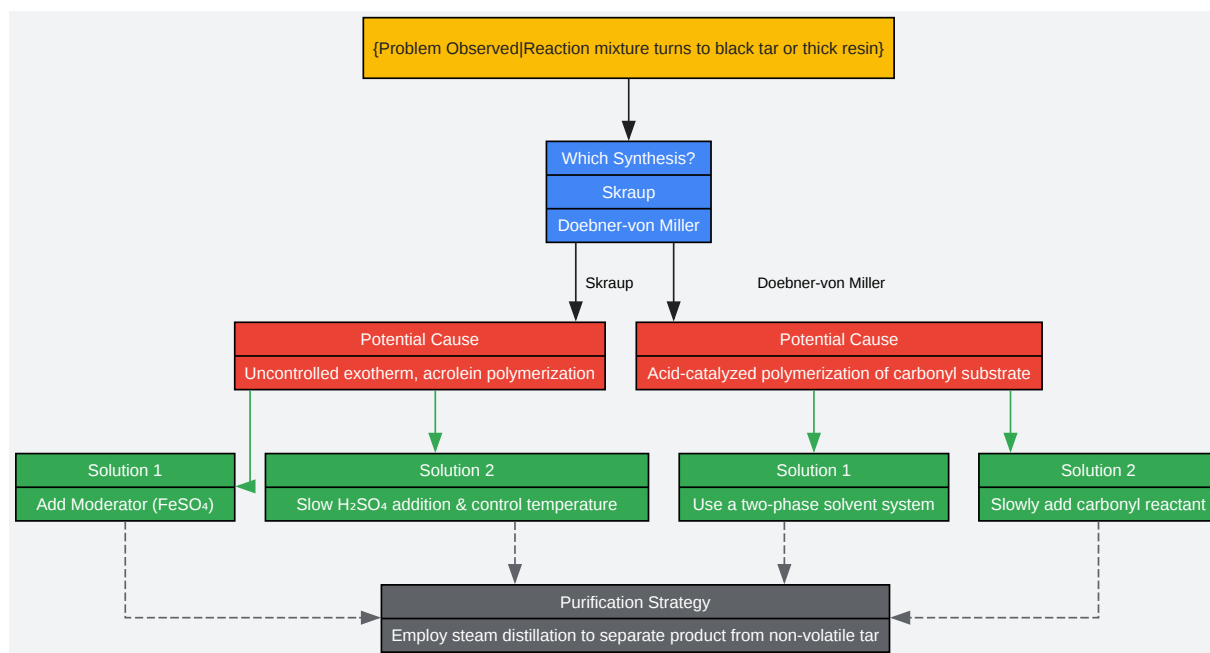 {Problem Observed|Reaction mixture turns to black tar or thick resin}
Which Synthesis?
Skraup
Doebner-von Miller
Skraup
Doebner-von Miller
Potential Cause
Uncontrolled exotherm, acrolein polymerization
Potential Cause
Acid-catalyzed polymerization of carbonyl substrate
Solution 1
Add Moderator (FeSO₄)
Solution 2
Slow H₂SO₄ addition & control temperature
Solution 1
Use a two-phase solvent system
Solution 2
Slowly add carbonyl reactant
Purification Strategy
Employ steam distillation to separate product from non-volatile tar